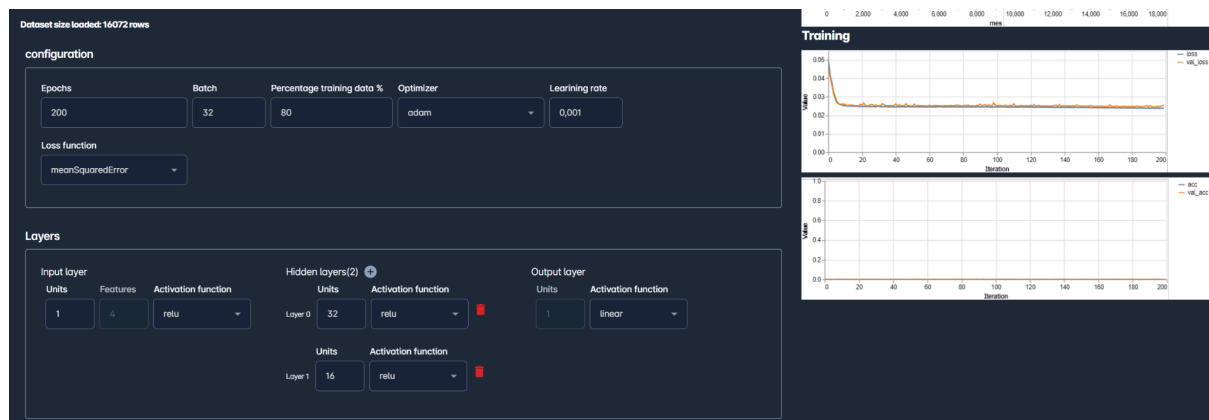 Dataset size loaded: 16072 rows
configuration
Epochs Batch Percentage training data % Optimizer Learining rate
200 32 80 adam 0,001
Loss function
meanSquaredError
Layers
Input layer Hidden layers(2) Output layer
Units Features Activation function Units Activation function Units Activation function
1 4 relu Layer 0 32 relu 1 linear
Units Activation function
Layer 1 16 relu
0 2,000 4,000 6,000 8,000 10,000 12,000 14,000 16,000 18,000
mes
Training
loss
val_loss
0.05
0.04
0.03
0.02
0.01
0.00
Value
0 20 40 60 80 100 120 140 160 180 200
Iteration
acc
val_acc
1.0
0.8
0.6
0.4
0.2
0.0
Value
0 20 40 60 80 100 120 140 160 180 200
Iteration